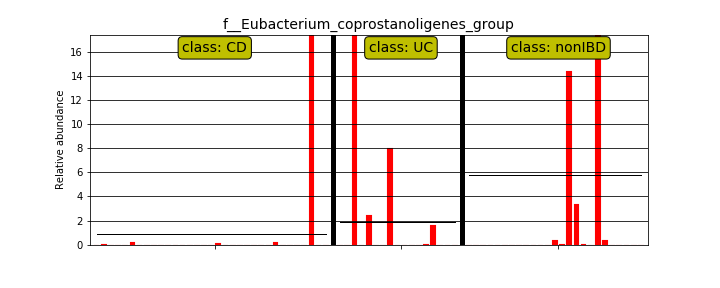 f__Eubacterium_coprostanoligenes_group
class: CD
class: UC
class: nonIBD
Relative abundance
16
14
12
10
8
6
4
2
0